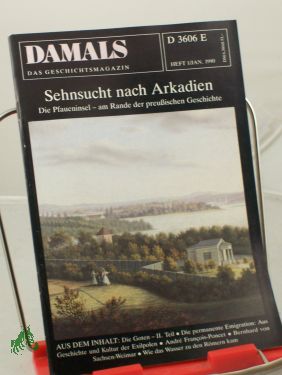 DAMALS
DAS GESCHICHTSMAGAZIN
D 3606 E
HEFT 1/JAN. 1990
Sehnsucht nach Arkadien
Die Pfaueninsel – am Rande der preußischen Geschichte
AUS DEM INHALT: Die Goten – II. Teil • Die permanente Emigration: Aus
Geschichte und Kultur der Exilpolen • André François-Poncet • Bernhard von
Sachsen-Weimar • Wie das Wasser zu den Römern kam